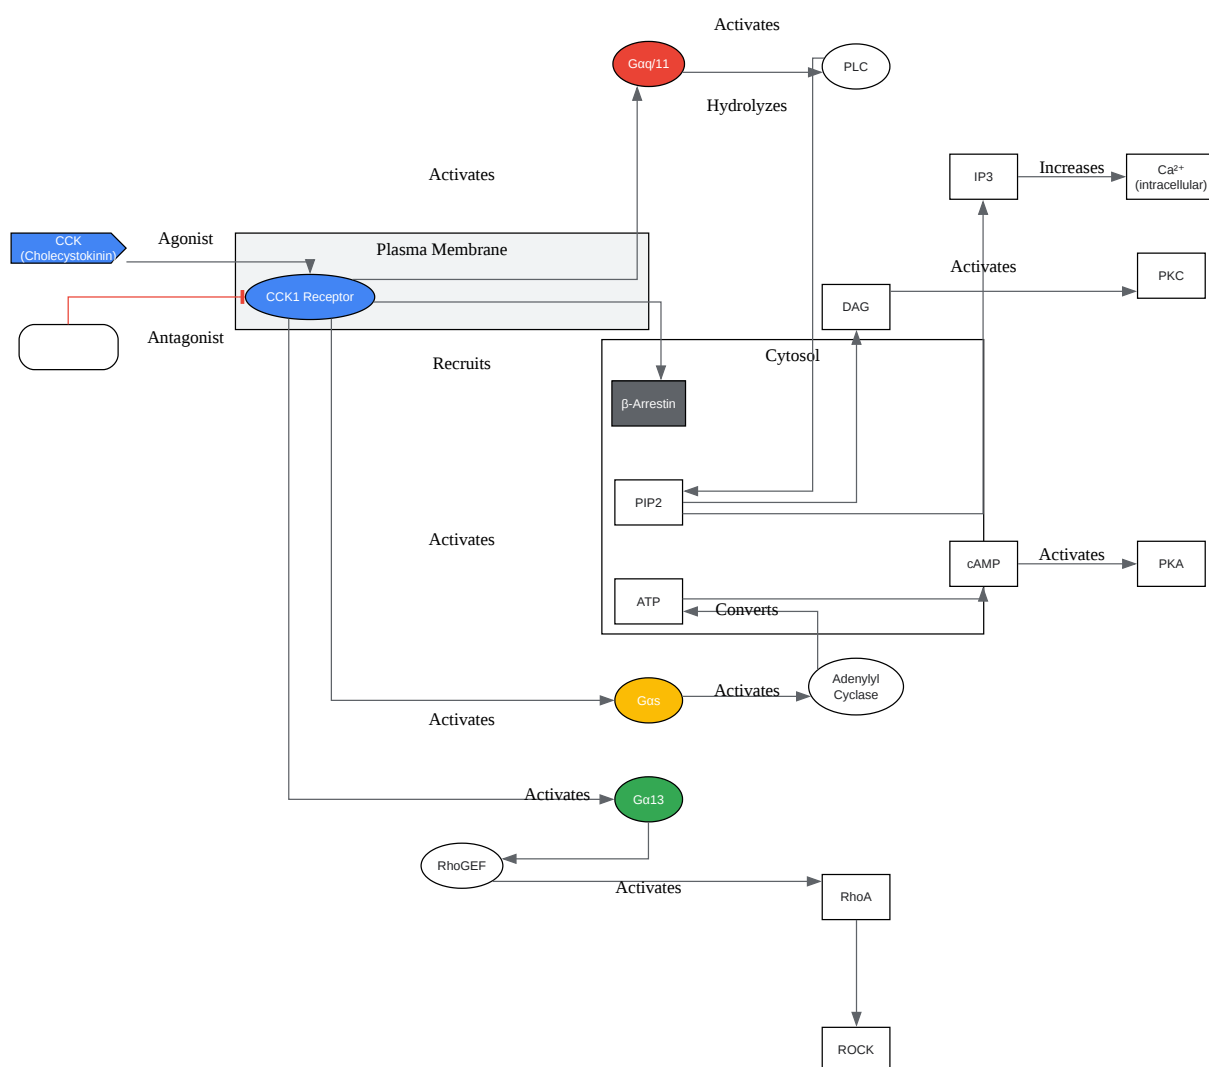 Activates
Gαq/11
PLC
Hydrolyzes
Activates
IP3
Increases
Ca²⁺
(intracellular)
CCK
(Cholecystokinin)
Agonist
Plasma Membrane
Activates
PKC
CCK1 Receptor
DAG
Antagonist
Recruits
Cytosol
β-Arrestin
PIP2
Activates
cAMP
Activates
PKA
ATP
Converts
Adenylyl
Cyclase
Gαs
Activates
Activates
Activates
Gα13
RhoGEF
Activates
RhoA
ROCK